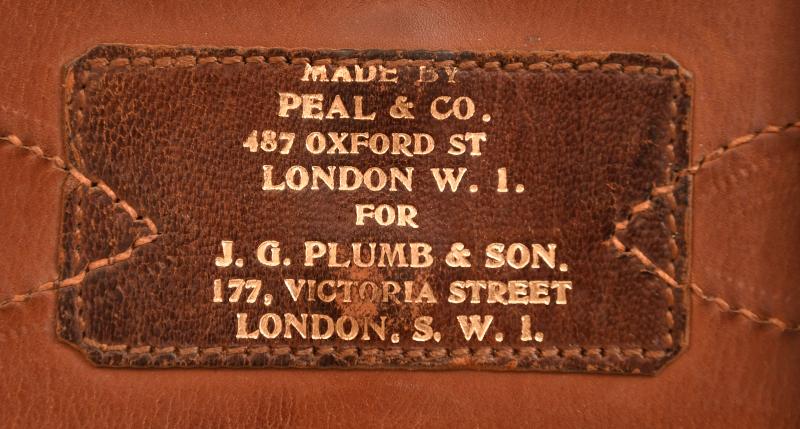 MADE BY
PEAL & CO.
487 OXFORD ST
LONDON W. 1.
FOR
J. G. PLUMB & SON.
177, VICTORIA STREET
LONDON. S. W. 1.